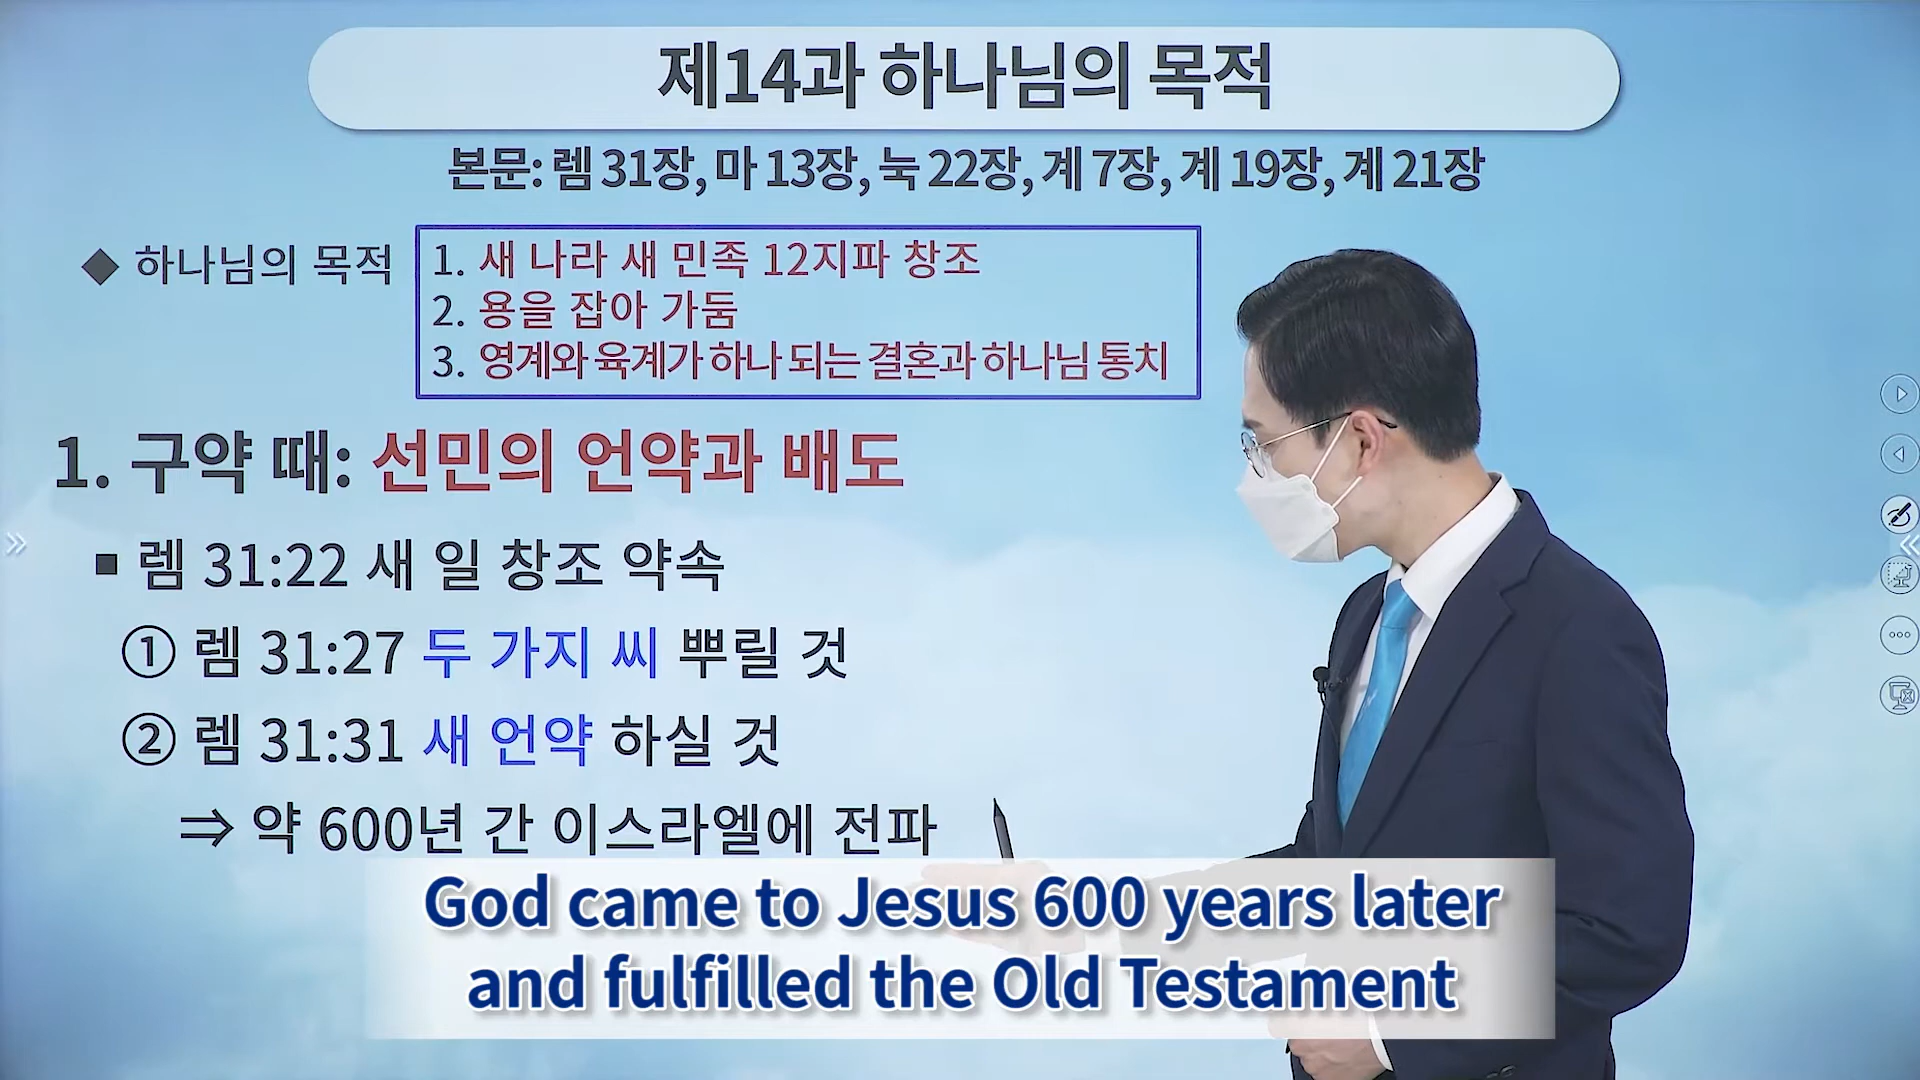 제14과 하나님의 목적
본문: 렘 31장, 마 13장, 눅 22장, 계 7장, 계 19장, 계 21장
◆ 하나님의 목적
1. 새 나라 새 민족 12지파 창조
2. 용을 잡아 가둠
3. 영계와 육계가 하나 되는 결혼과 하나님 통치
1. 구약 때: 선민의 언약과 배도
▪ 렘 31:22 새 일 창조 약속
① 렘 31:27 두 가지 씨 뿌릴 것
② 렘 31:31 새 언약 하실 것
⇒ 약 600년 간 이스라엘에 전파
God came to Jesus 600 years later
and fulfilled the Old Testament